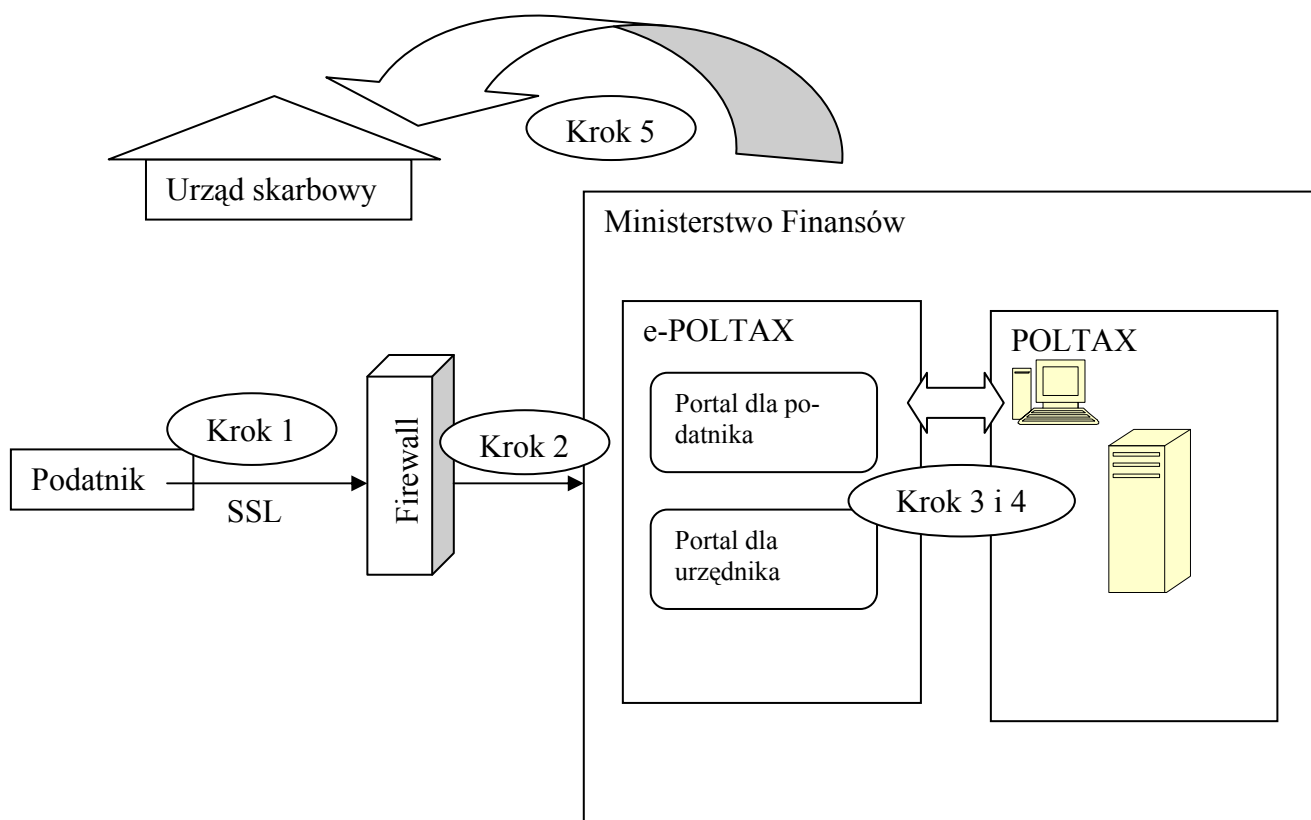 Krok 5
Urząd skarbowy
Ministerstwo Finansów
e-POLTAX
POLTAX
Portal dla po-
datnika
Krok 1
Krok 2
Podatnik
SSL
Firewall
Krok 3 i 4
Portal dla
urzędnika